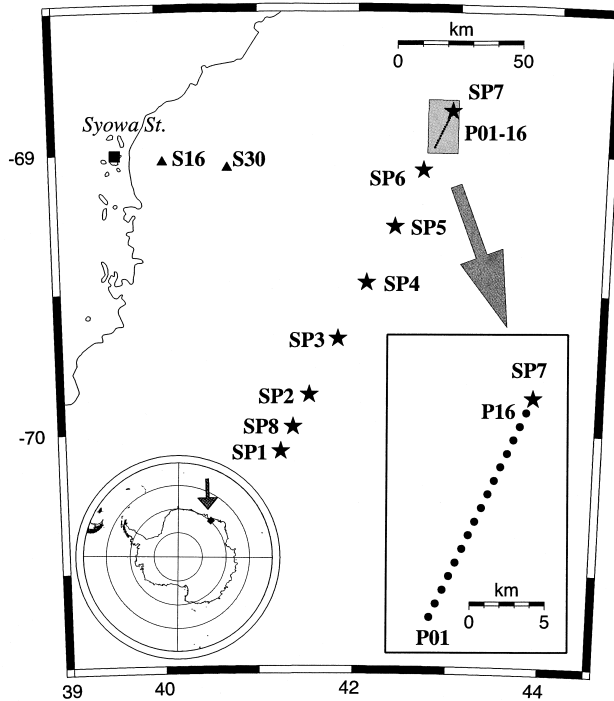 km
0 50
SP7
Syowa St.
P01-16
-69
S16
S30
SP6
SP5
SP4
SP3
SP7
SP2
P16
SP8
-70
SP1
km
0 5
P01
39
40
42
44